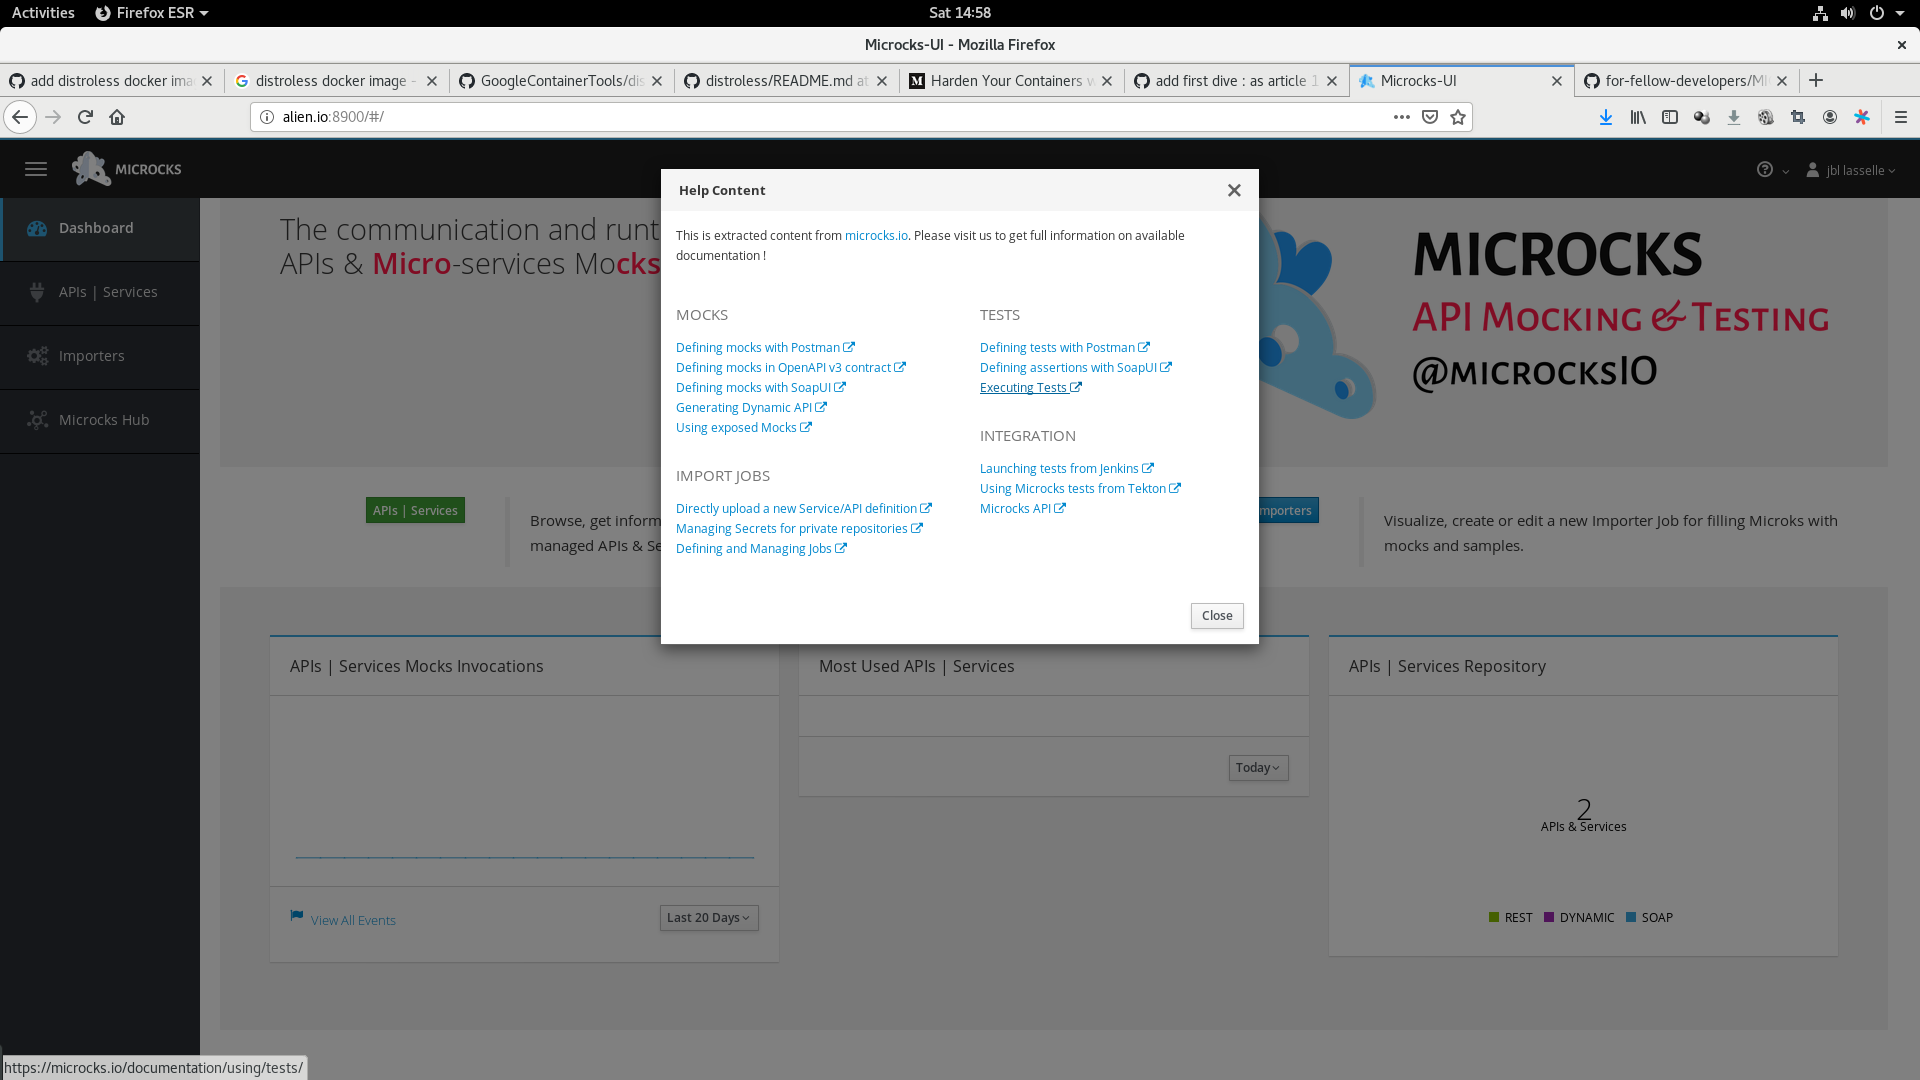 Activities
Firefox ESR
Sat 14:58
Microcks-UI - Mozilla Firefox
add distroless docker ima
distroless docker image -
GoogleContainerTools/dis
distroless/README.md at
Harden Your Containers w
add first dive : as article 1
Microcks-UI
for-fellow-developers/MI
alien.io:8900/#/
MICROCKS
jbl lasselle
Dashboard
APIs | Services
Importers
Microcks Hub
The communication and runt
APIs & Micro-services Mocks
MICROCKS
API Mocking & Testing
@microcksIO
Help Content
This is extracted content from microcks.io. Please visit us to get full information on available
documentation !
MOCKS
Defining mocks with Postman
Defining mocks in OpenAPI v3 contract
Defining mocks with SoapUI
Generating Dynamic API
Using exposed Mocks
IMPORT JOBS
Directly upload a new Service/API definition
Managing Secrets for private repositories
Defining and Managing Jobs
TESTS
Defining tests with Postman
Defining assertions with SoapUI
Executing Tests
INTEGRATION
Launching tests from Jenkins
Using Microcks tests from Tekton
Microcks API
Close
APIs | Services
Browse, get inform
managed APIs & Se
mporters
Visualize, create or edit a new Importer Job for filling Microks with
mocks and samples.
APIs | Services Mocks Invocations
View All Events
Last 20 Days
Most Used APIs | Services
Today
APIs | Services Repository
2
APIs & Services
REST
DYNAMIC
SOAP
https://microcks.io/documentation/using/tests/